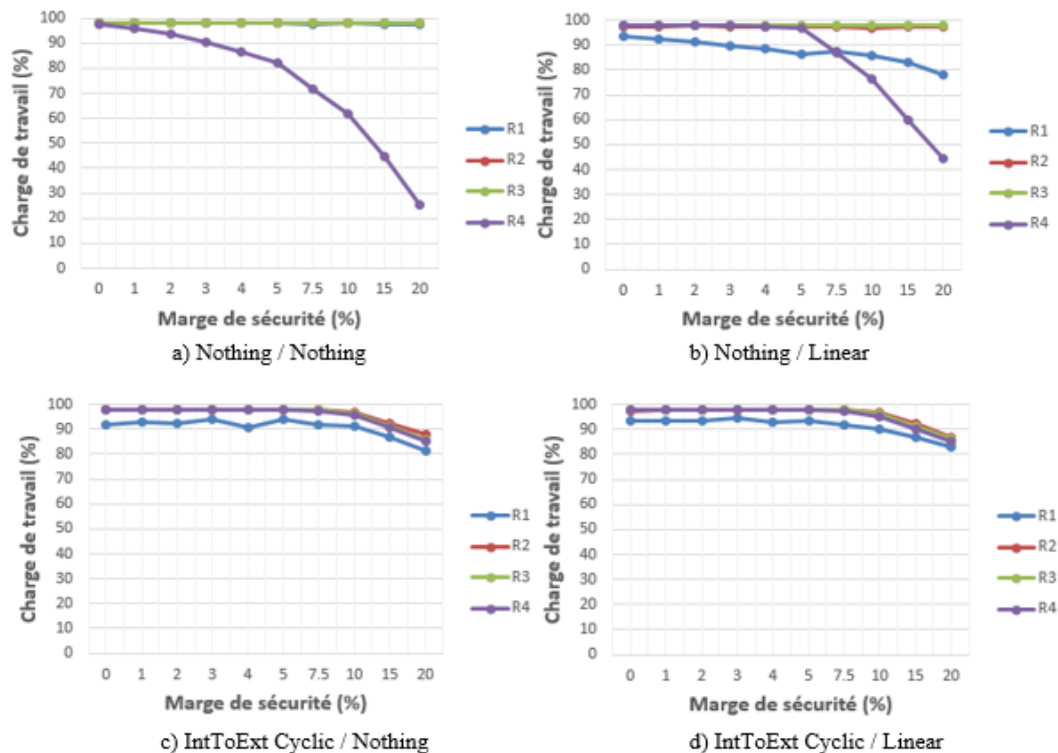 100
90
80
70
60
50
40
30
20
10
0
Charge de travail (%)
0 1 2 3 4 5 7.5 10 15 20
Marge de sécurité (%)
R1
R2
R3
R4
a) Nothing / Nothing
100
90
80
70
60
50
40
30
20
10
0
Charge de travail (%)
0 1 2 3 4 5 7.5 10 15 20
Marge de sécurité (%)
R1
R2
R3
R4
b) Nothing / Linear
100
90
80
70
60
50
40
30
20
10
0
Charge de travail (%)
0 1 2 3 4 5 7.5 10 15 20
Marge de sécurité (%)
R1
R2
R3
R4
c) IntToExt Cyclic / Nothing
100
90
80
70
60
50
40
30
20
10
0
Charge de travail (%)
0 1 2 3 4 5 7.5 10 15 20
Marge de sécurité (%)
R1
R2
R3
R4
d) IntToExt Cyclic / Linear